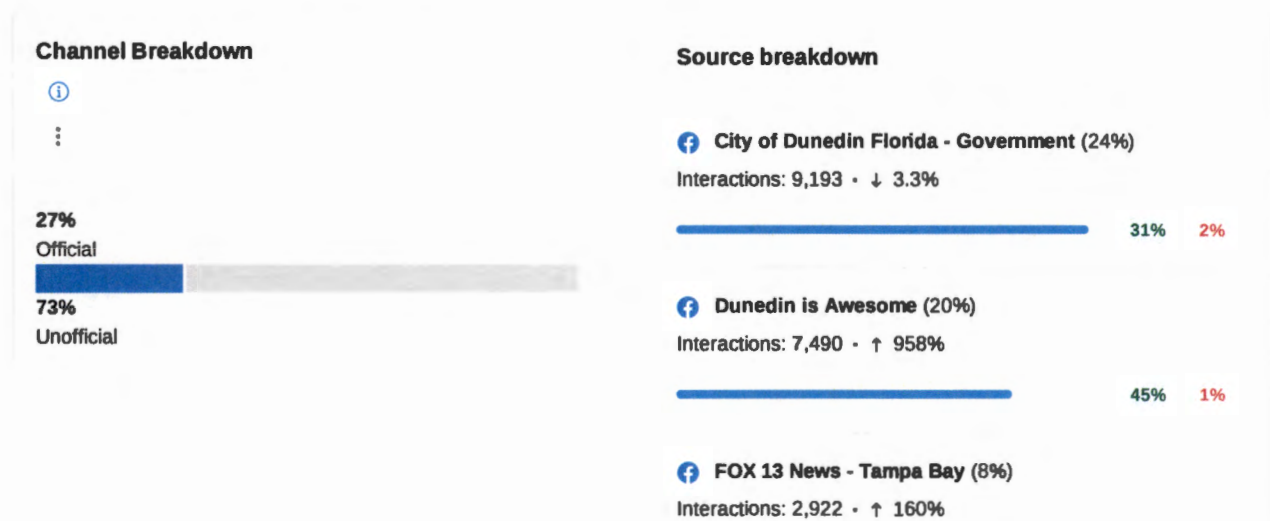 Channel Breakdown
27%
Official
73%
Unofficial
Source breakdown
City of Dunedin Florida - Government (24%)
Interactions: 9,193 • ↓ 3.3%
31% 2%
Dunedin is Awesome (20%)
Interactions: 7,490 • ↑ 958%
45% 1%
FOX 13 News - Tampa Bay (8%)
Interactions: 2,922 • ↑ 160%